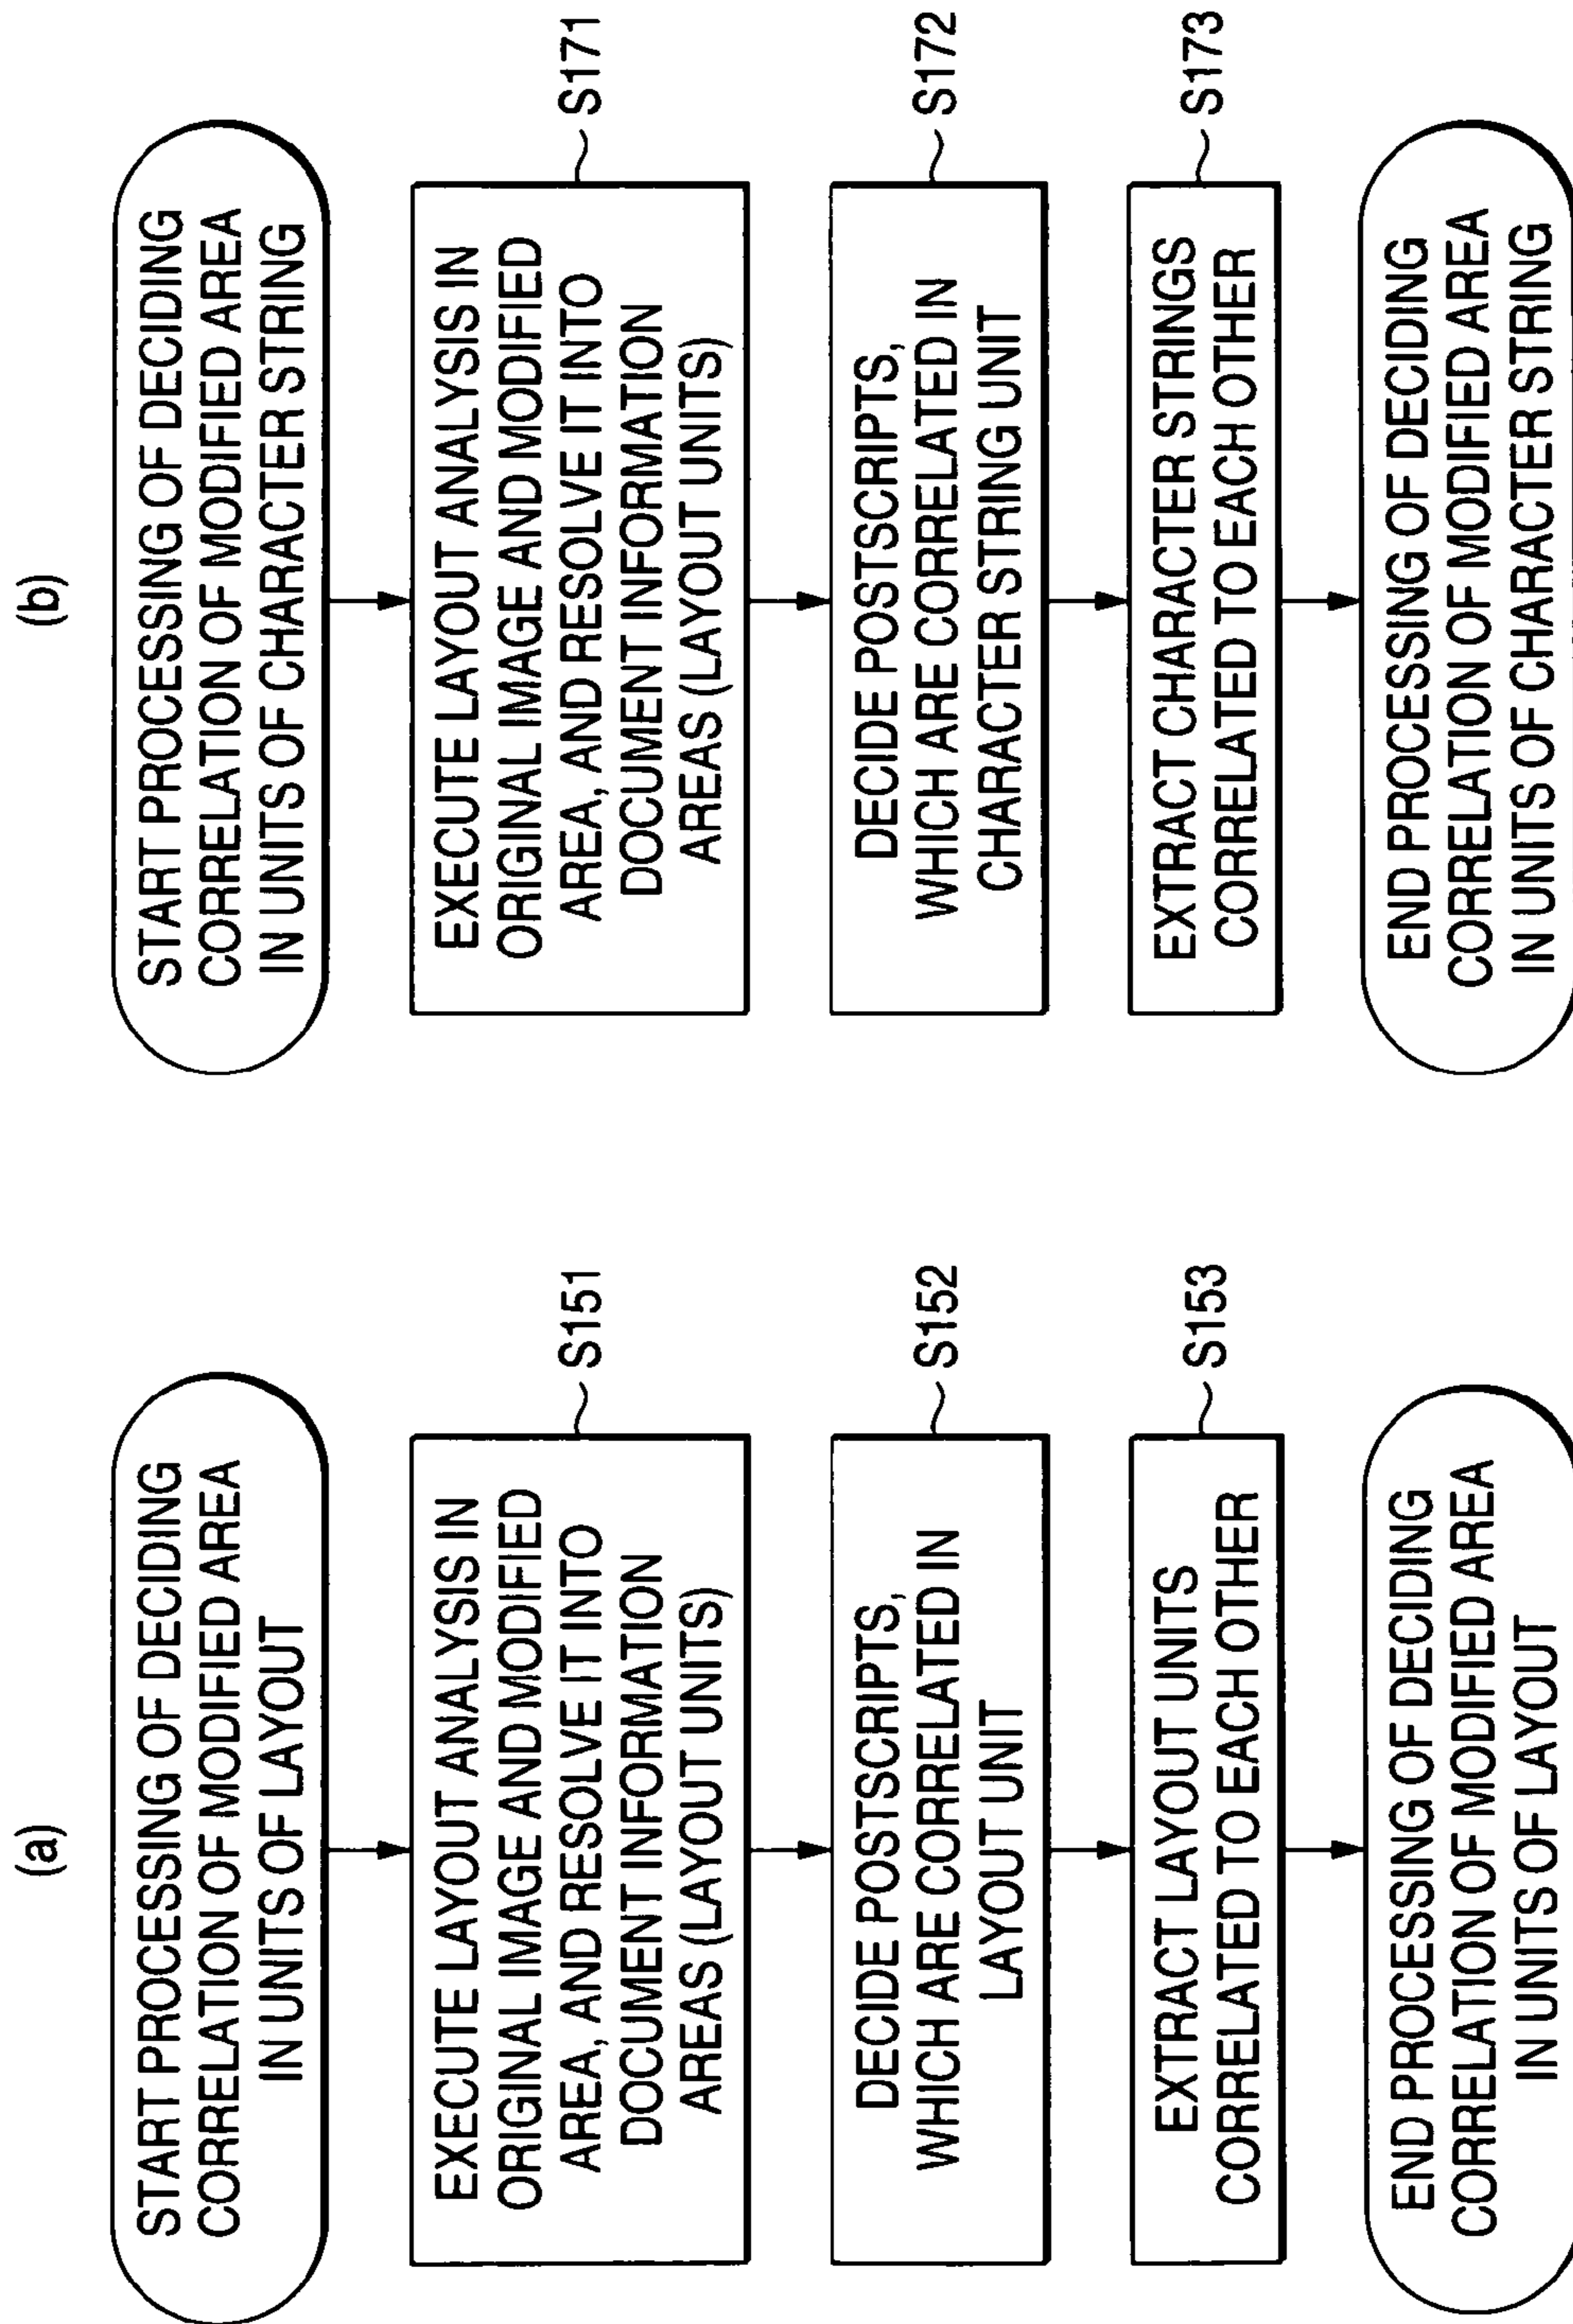 (a)
START PROCESSING OF DECIDING
CORRELATION OF MODIFIED AREA
IN UNITS OF LAYOUT
EXECUTE LAYOUT ANALYSIS IN
ORIGINAL IMAGE AND MODIFIED
AREA, AND RESOLVE IT INTO
DOCUMENT INFORMATION
AREAS (LAYOUT UNITS)
S151
DECIDE POSTSCRIPTS,
WHICH ARE CORRELATED IN
LAYOUT UNIT
S152
EXTRACT LAYOUT UNITS
CORRELATED TO EACH OTHER
S153
END PROCESSING OF DECIDING
CORRELATION OF MODIFIED AREA
IN UNITS OF LAYOUT
(b)
START PROCESSING OF DECIDING
CORRELATION OF MODIFIED AREA
IN UNITS OF CHARACTER STRING
EXECUTE LAYOUT ANALYSIS IN
ORIGINAL IMAGE AND MODIFIED
AREA, AND RESOLVE IT INTO
DOCUMENT INFORMATION
AREAS (LAYOUT UNITS)
S171
DECIDE POSTSCRIPTS,
WHICH ARE CORRELATED IN
CHARACTER STRING UNIT
S172
EXTRACT CHARACTER STRINGS
CORRELATED TO EACH OTHER
S173
END PROCESSING OF DECIDING
CORRELATION OF MODIFIED AREA
IN UNITS OF CHARACTER STRING